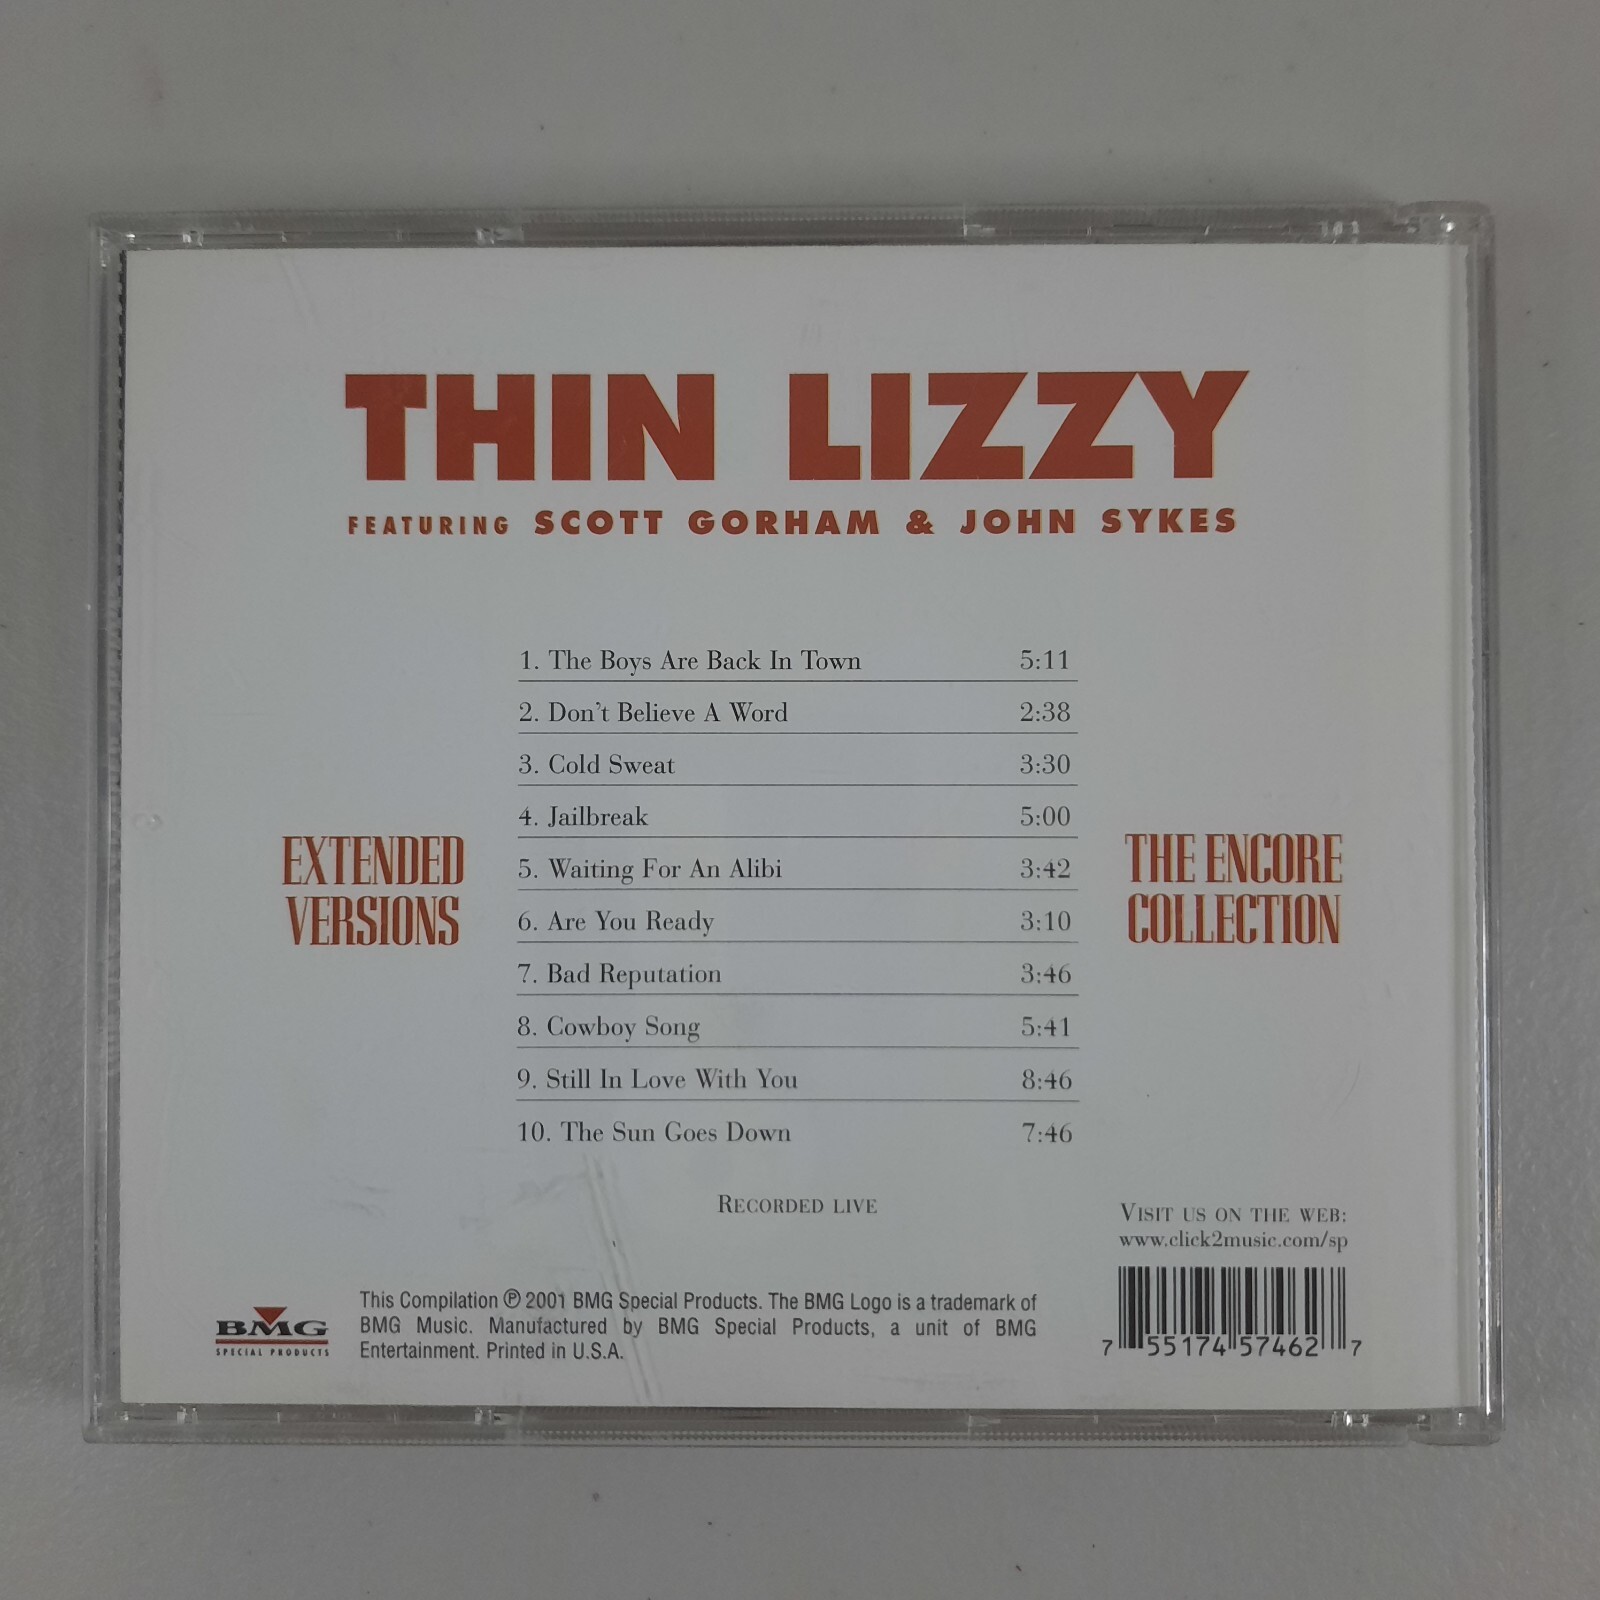 THIN LIZZY
FEATURING SCOTT GORHAM & JOHN SYKES
1. The Boys Are Back In Town 5:11
2. Don't Believe A Word 2:38
3. Cold Sweat 3:30
4. Jailbreak 5:00
5. Waiting For An Alibi 3:42
6. Are You Ready 3:10
7. Bad Reputation 3:46
8. Cowboy Song 5:41
9. Still In Love With You 8:46
10. The Sun Goes Down 7:46
EXTENDED
VERSIONS
THE ENCORE
COLLECTION
RECORDED LIVE
VISIT US ON THE WEB:
www.click2music.com/sp
BMG
SPECIAL PRODUCTS
This Compilation ℗ 2001 BMG Special Products. The BMG Logo is a trademark of
BMG Music. Manufactured by BMG Special Products, a unit of BMG
Entertainment. Printed in U.S.A.
7 55174 57462 7